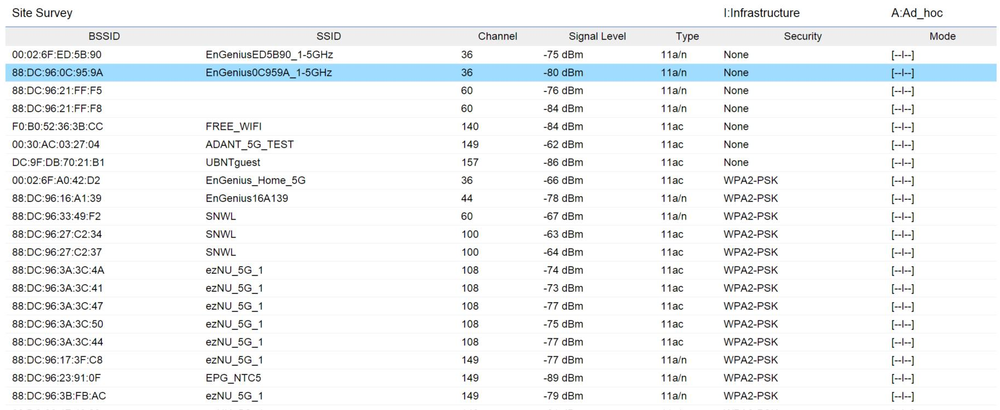 Site Survey I:Infrastructure A:Ad_hoc
BSSID SSID Channel Signal Level Type Security Mode
00:02:6F:ED:5B:90 EnGeniusED5B90_1-5GHz 36 -75 dBm 11a/n None [--I--]
88:DC:96:0C:95:9A EnGenius0C959A_1-5GHz 36 -80 dBm 11a/n None [--I--]
88:DC:96:21:FF:F5 60 -76 dBm 11a/n None [--I--]
88:DC:96:21:FF:F8 60 -84 dBm 11a/n None [--I--]
F0:B0:52:36:3B:CC FREE_WIFI 140 -84 dBm 11ac None [--I--]
00:30:AC:03:27:04 ADANT_5G_TEST 149 -62 dBm 11ac None [--I--]
DC:9F:DB:70:21:B1 UBNTguest 157 -86 dBm 11ac None [--I--]
00:02:6F:A0:42:D2 EnGenius_Home_5G 36 -66 dBm 11ac WPA2-PSK [--I--]
88:DC:96:16:A1:39 EnGenius16A139 44 -78 dBm 11a/n WPA2-PSK [--I--]
88:DC:96:33:49:F2 SNWL 60 -67 dBm 11a/n WPA2-PSK [--I--]
88:DC:96:27:C2:34 SNWL 100 -63 dBm 11ac WPA2-PSK [--I--]
88:DC:96:27:C2:37 SNWL 100 -64 dBm 11ac WPA2-PSK [--I--]
88:DC:96:3A:3C:4A ezNU_5G_1 108 -74 dBm 11ac WPA2-PSK [--I--]
88:DC:96:3A:3C:41 ezNU_5G_1 108 -73 dBm 11ac WPA2-PSK [--I--]
88:DC:96:3A:3C:47 ezNU_5G_1 108 -77 dBm 11ac WPA2-PSK [--I--]
88:DC:96:3A:3C:50 ezNU_5G_1 108 -75 dBm 11ac WPA2-PSK [--I--]
88:DC:96:3A:3C:44 ezNU_5G_1 108 -77 dBm 11ac WPA2-PSK [--I--]
88:DC:96:17:3F:C8 ezNU_5G_1 149 -77 dBm 11a/n WPA2-PSK [--I--]
88:DC:96:23:91:0F EPG_NTC5 149 -89 dBm 11a/n WPA2-PSK [--I--]
88:DC:96:3B:FB:AC ezNU_5G_1 149 -79 dBm 11a/n WPA2-PSK [--I--]